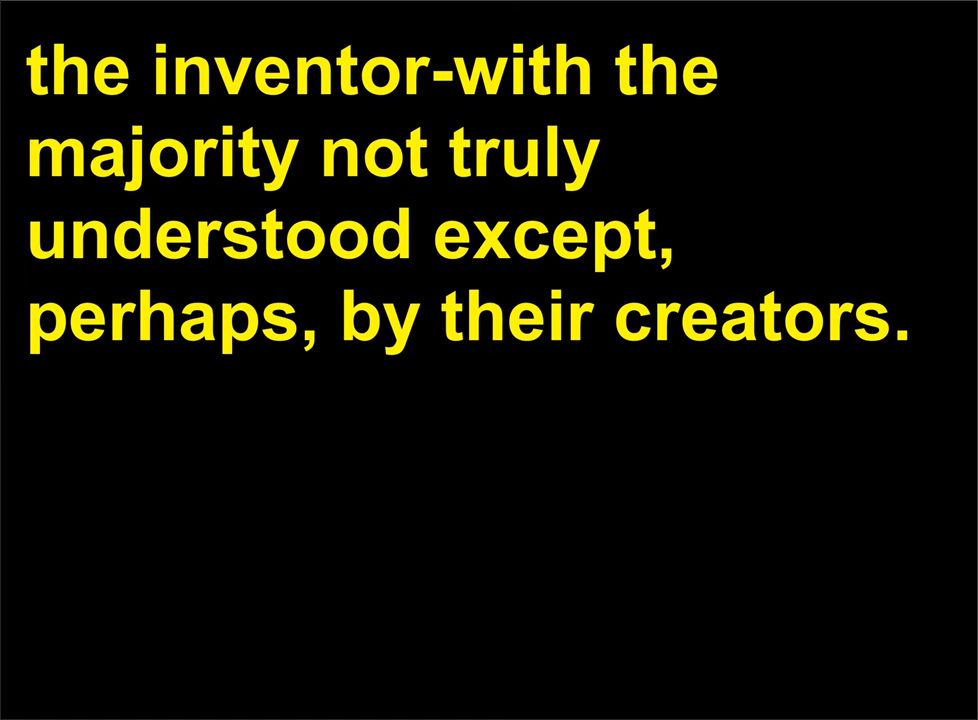 the inventor-with the
majority not truly
understood except,
perhaps, by their creators.